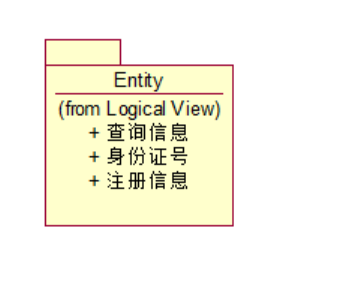 Entity
(from Logical View)
+ 查询信息
+ 身份证号
+ 注册信息